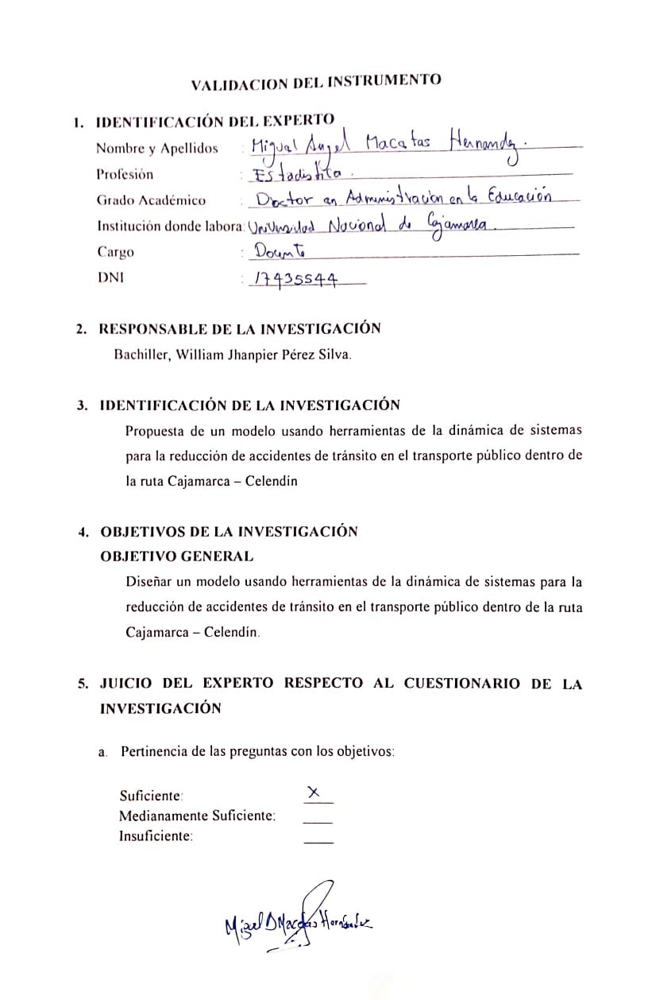 VALIDACION DEL INSTRUMENTO
1. IDENTIFICACIÓN DEL EXPERTO
Nombre y Apellidos : Migual Angel Macatas Hernandez.
Profesión : Estadistita.
Grado Académico : Doctor en Administración en la Educación
Institución donde labora: Universidad Nacional de Cajamarca.
Cargo : Docente
DNI : 17435544
2. RESPONSABLE DE LA INVESTIGACIÓN
Bachiller, William Jhanpier Pérez Silva.
3. IDENTIFICACIÓN DE LA INVESTIGACIÓN
Propuesta de un modelo usando herramientas de la dinámica de sistemas
para la reducción de accidentes de tránsito en el transporte público dentro de
la ruta Cajamarca – Celendín
4. OBJETIVOS DE LA INVESTIGACIÓN
OBJETIVO GENERAL
Diseñar un modelo usando herramientas de la dinámica de sistemas para la
reducción de accidentes de tránsito en el transporte público dentro de la ruta
Cajamarca – Celendín.
5. JUICIO DEL EXPERTO RESPECTO AL CUESTIONARIO DE LA
INVESTIGACIÓN
a. Pertinencia de las preguntas con los objetivos:
Suficiente: X
Medianamente Suficiente: ___
Insuficiente: ___
Miguel A Macatas Hernández